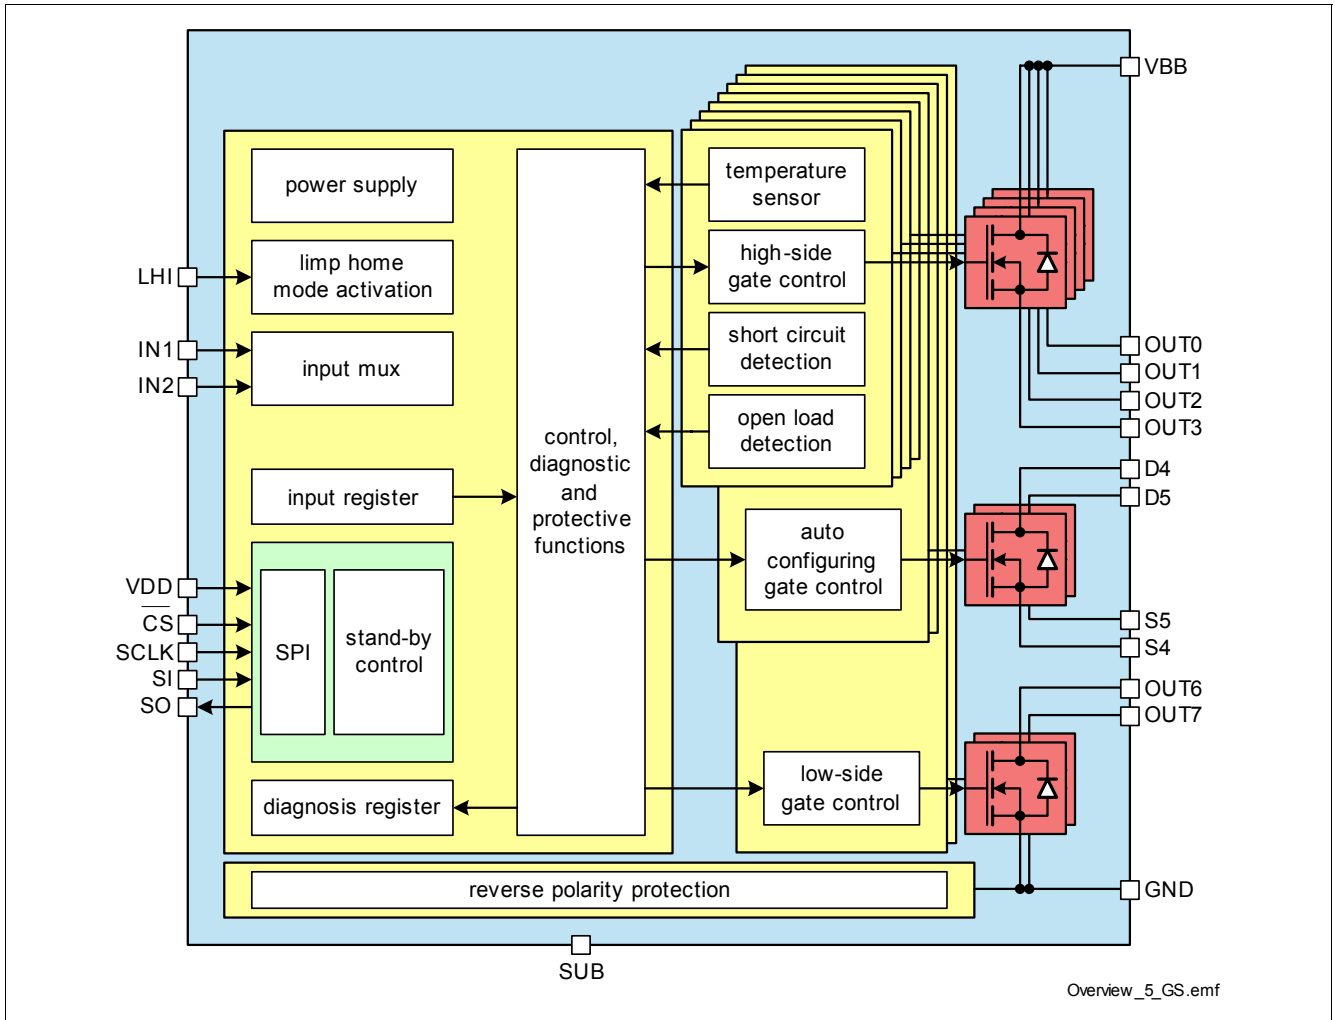 VBB
power supply
temperature
sensor
LHI
limp home
mode activation
high-side
gate control
IN1
IN2
input mux
short circuit
detection
OUT0
OUT1
OUT2
OUT3
open load
detection
control,
diagnostic
and
protective
functions
input register
D4
D5
auto
configuring
gate control
VDD
CS
SCLK
SI
SO
SPI
stand-by
control
S5
S4
OUT6
OUT7
low-side
gate control
diagnosis register
reverse polarity protection
GND
SUB
Overview_5_GS.emf